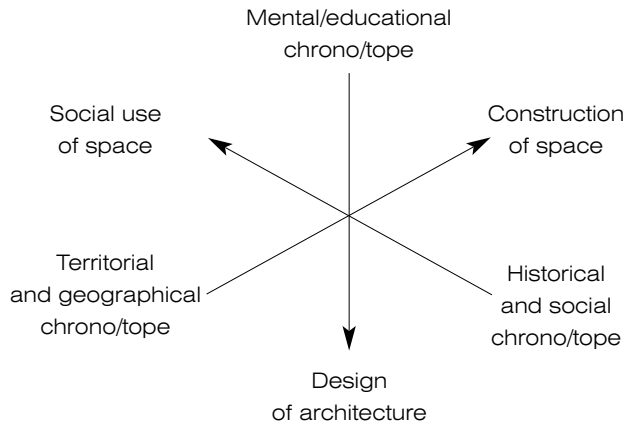 Mental/educational
chrono/tope
Social use
of space
Construction
of space
Territorial
and geographical
chrono/tope
Historical
and social
chrono/tope
Design
of architecture